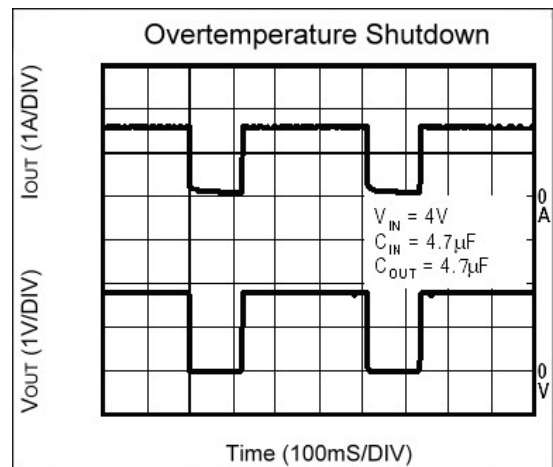 Overtemperature Shutdown
IOUT (1A/DIV)
0
A
VIN = 4V
CIN = 4.7µF
COUT = 4.7µF
VOUT (1V/DIV)
0
V
Time (100mS/DIV)